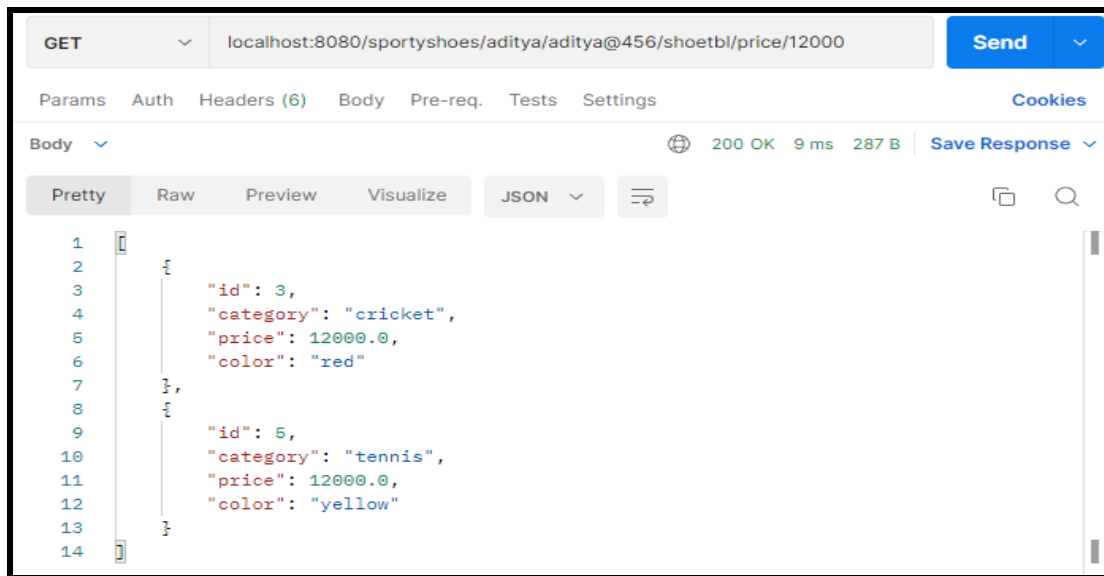 GET localhost:8080/sportyshoes/aditya/aditya@456/shoetbl/price/12000 Send
Params Auth Headers (6) Body Pre-req. Tests Settings Cookies
Body 200 OK 9 ms 287 B Save Response
Pretty Raw Preview Visualize JSON
1 [
2 {
3 "id": 3,
4 "category": "cricket",
5 "price": 12000.0,
6 "color": "red"
7 },
8 {
9 "id": 5,
10 "category": "tennis",
11 "price": 12000.0,
12 "color": "yellow"
13 }
14 ]